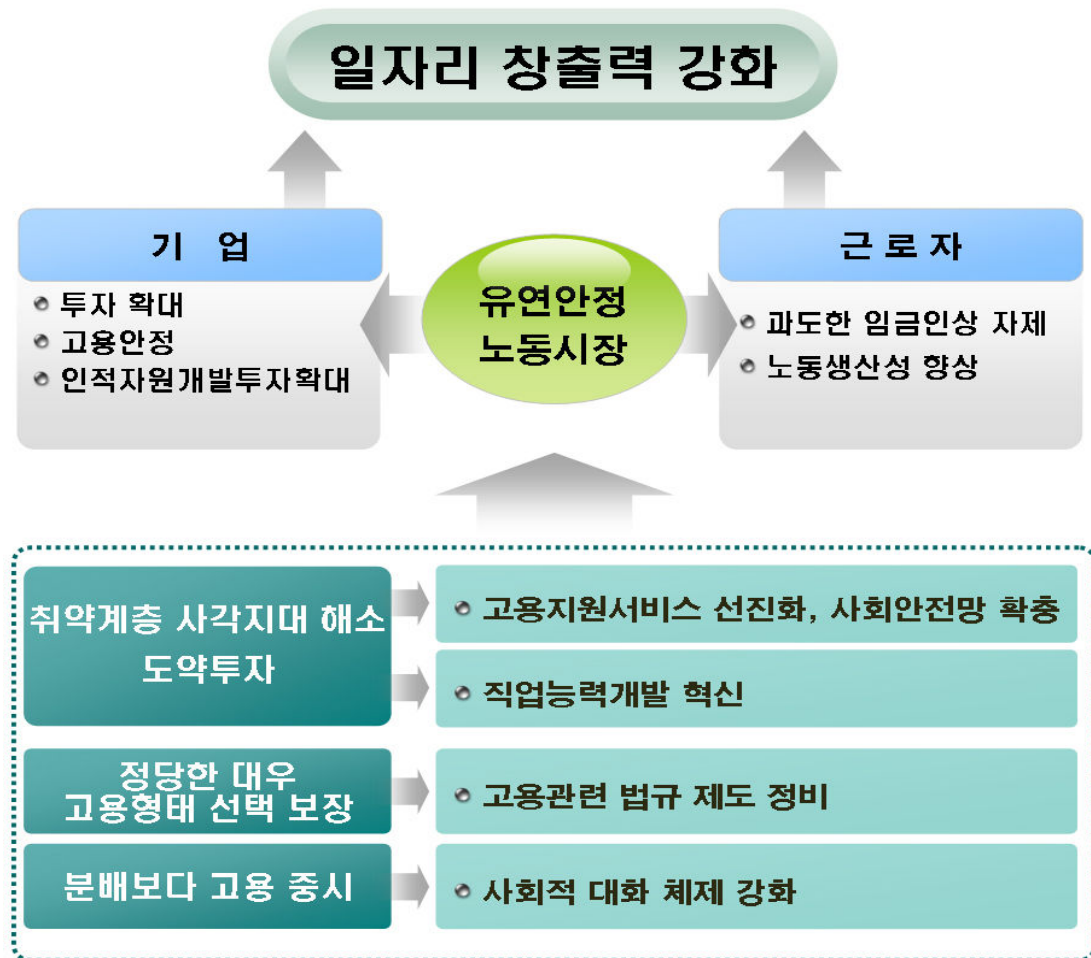 일자리 창출력 강화
기 업
투자 확대
고용안정
인적자원개발투자확대
유연안정
노동시장
근 로 자
과도한 임금인상 자제
노동생산성 향상
취약계층 사각지대 해소
도약투자
고용지원서비스 선진화, 사회안전망 확충
직업능력개발 혁신
정당한 대우
고용형태 선택 보장
고용관련 법규 제도 정비
분배보다 고용 중시
사회적 대화 체제 강화